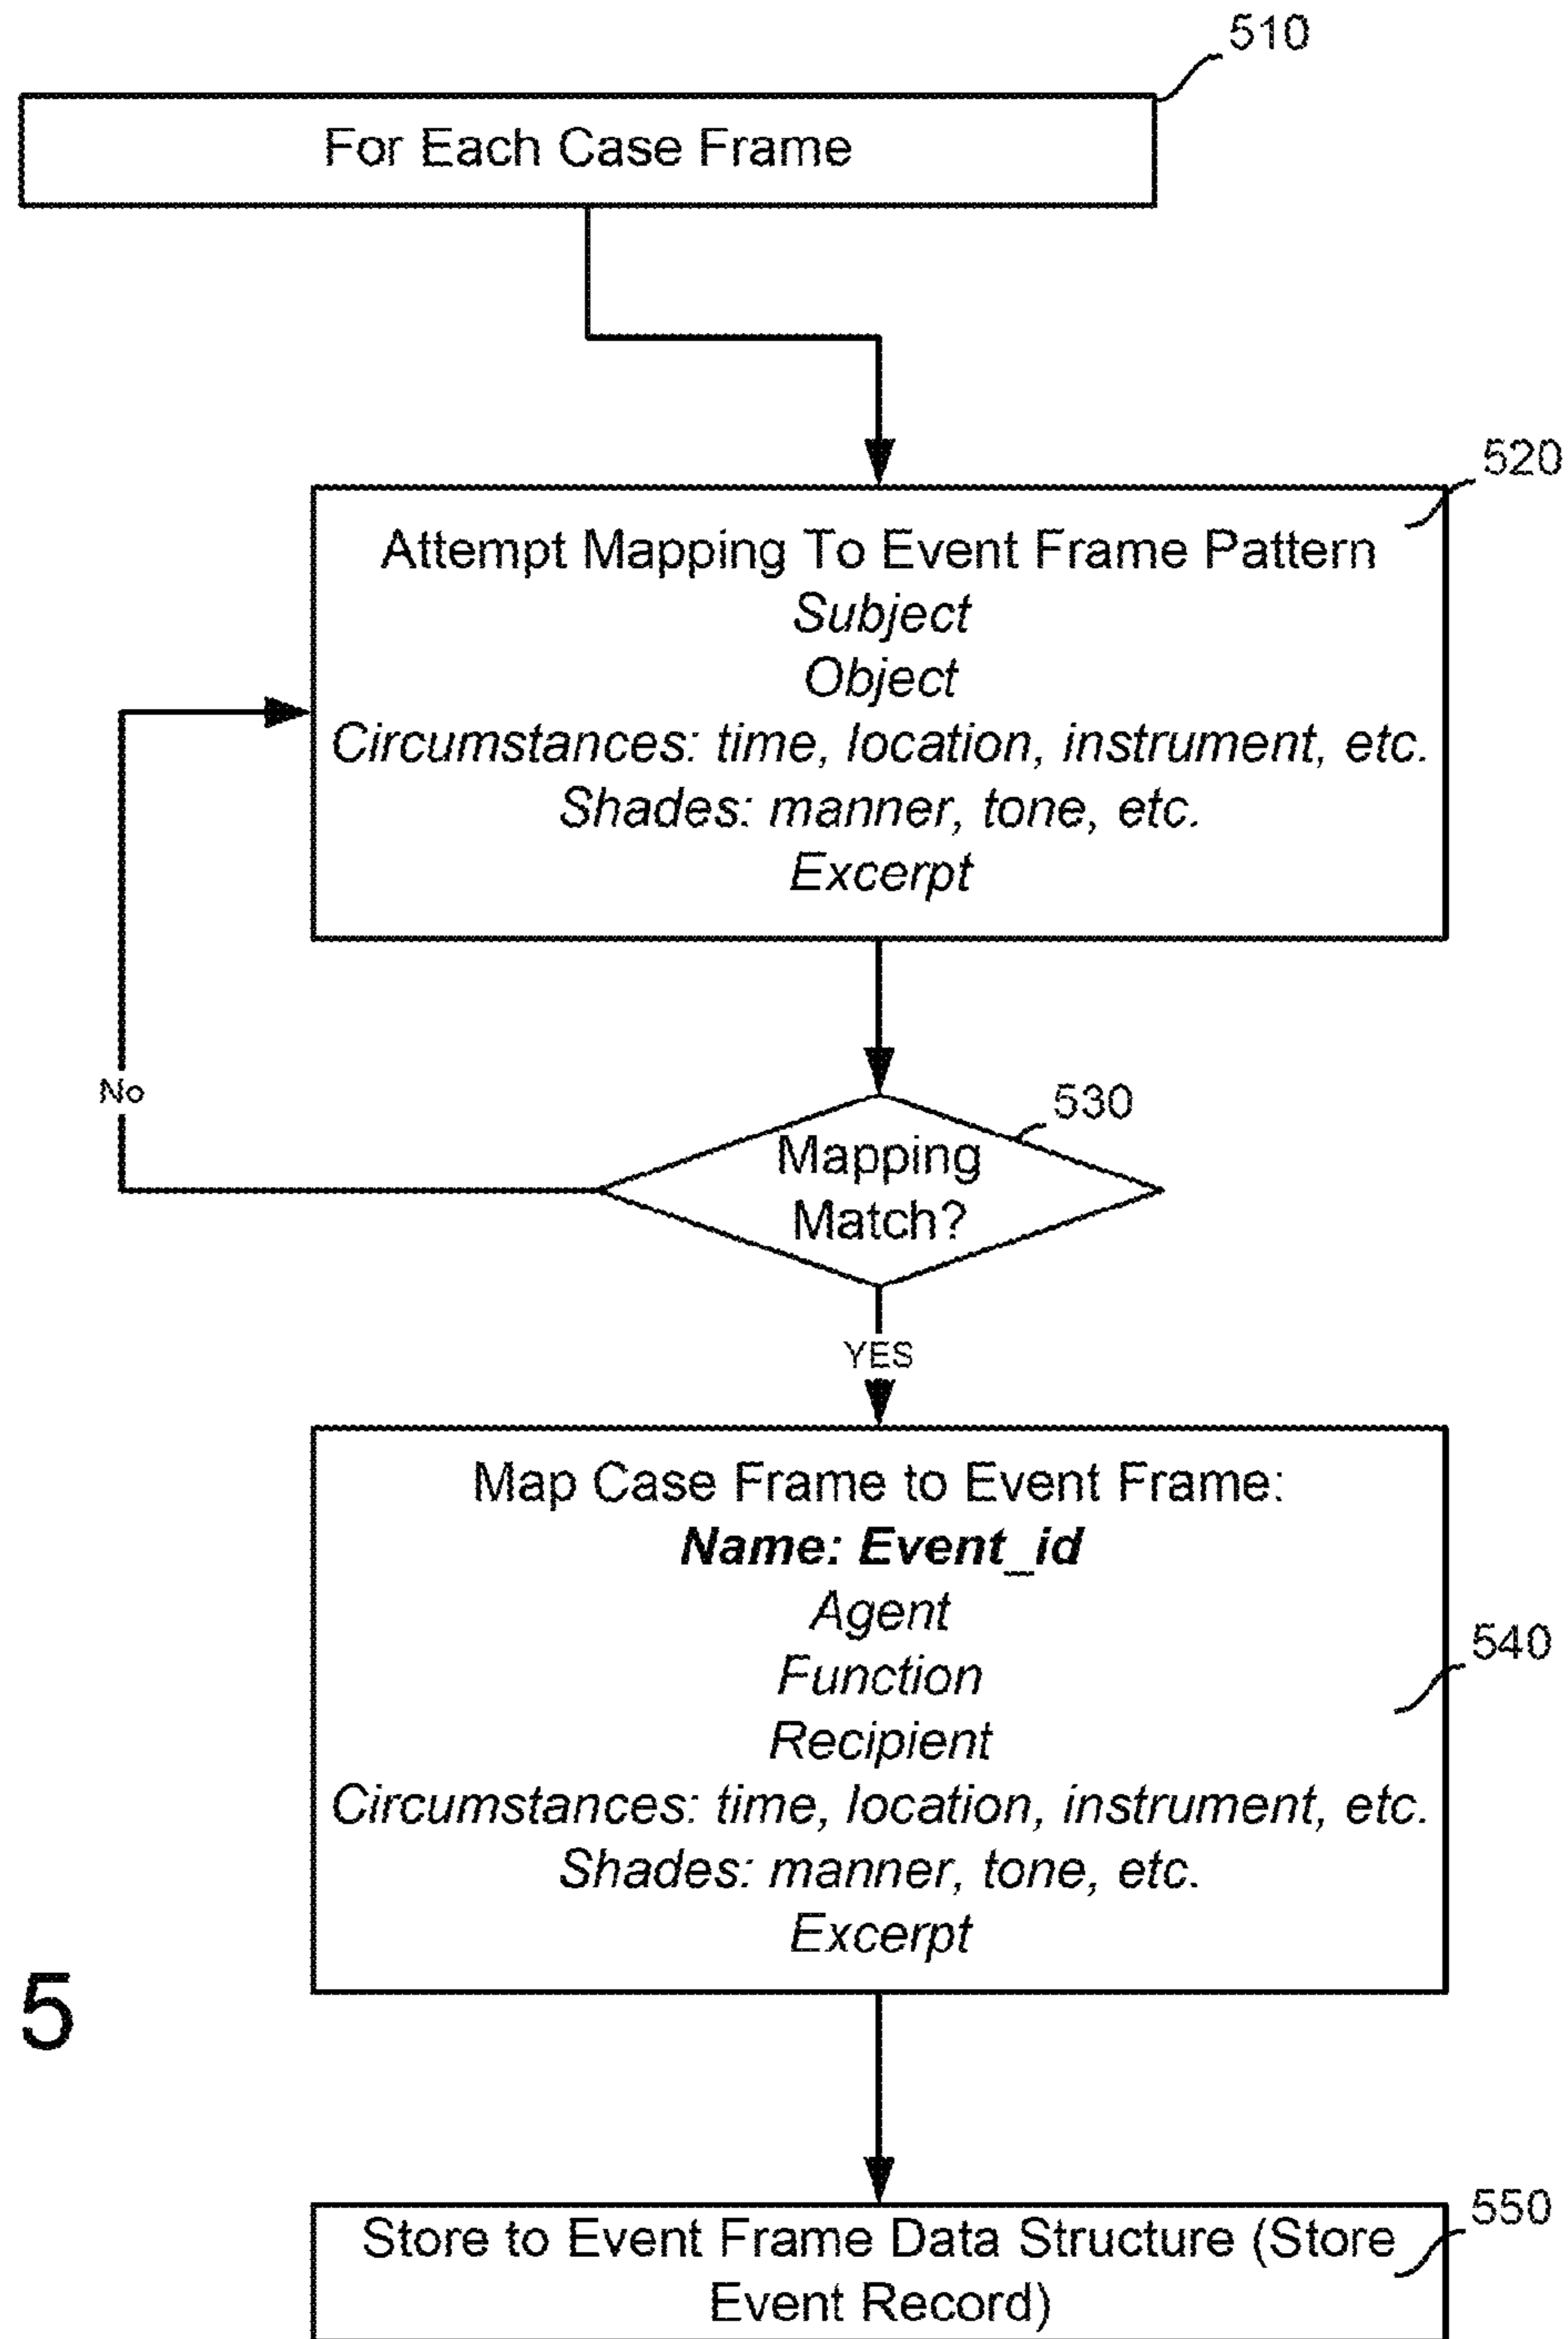 510
For Each Case Frame
520
Attempt Mapping To Event Frame Pattern
Subject
Object
Circumstances: time, location, instrument, etc.
Shades: manner, tone, etc.
Excerpt
No
530
Mapping
Match?
YES
Map Case Frame to Event Frame:
Name: Event_id
Agent
Function
540
Recipient
Circumstances: time, location, instrument, etc.
Shades: manner, tone, etc.
Excerpt
5
550
Store to Event Frame Data Structure (Store
Event Record)